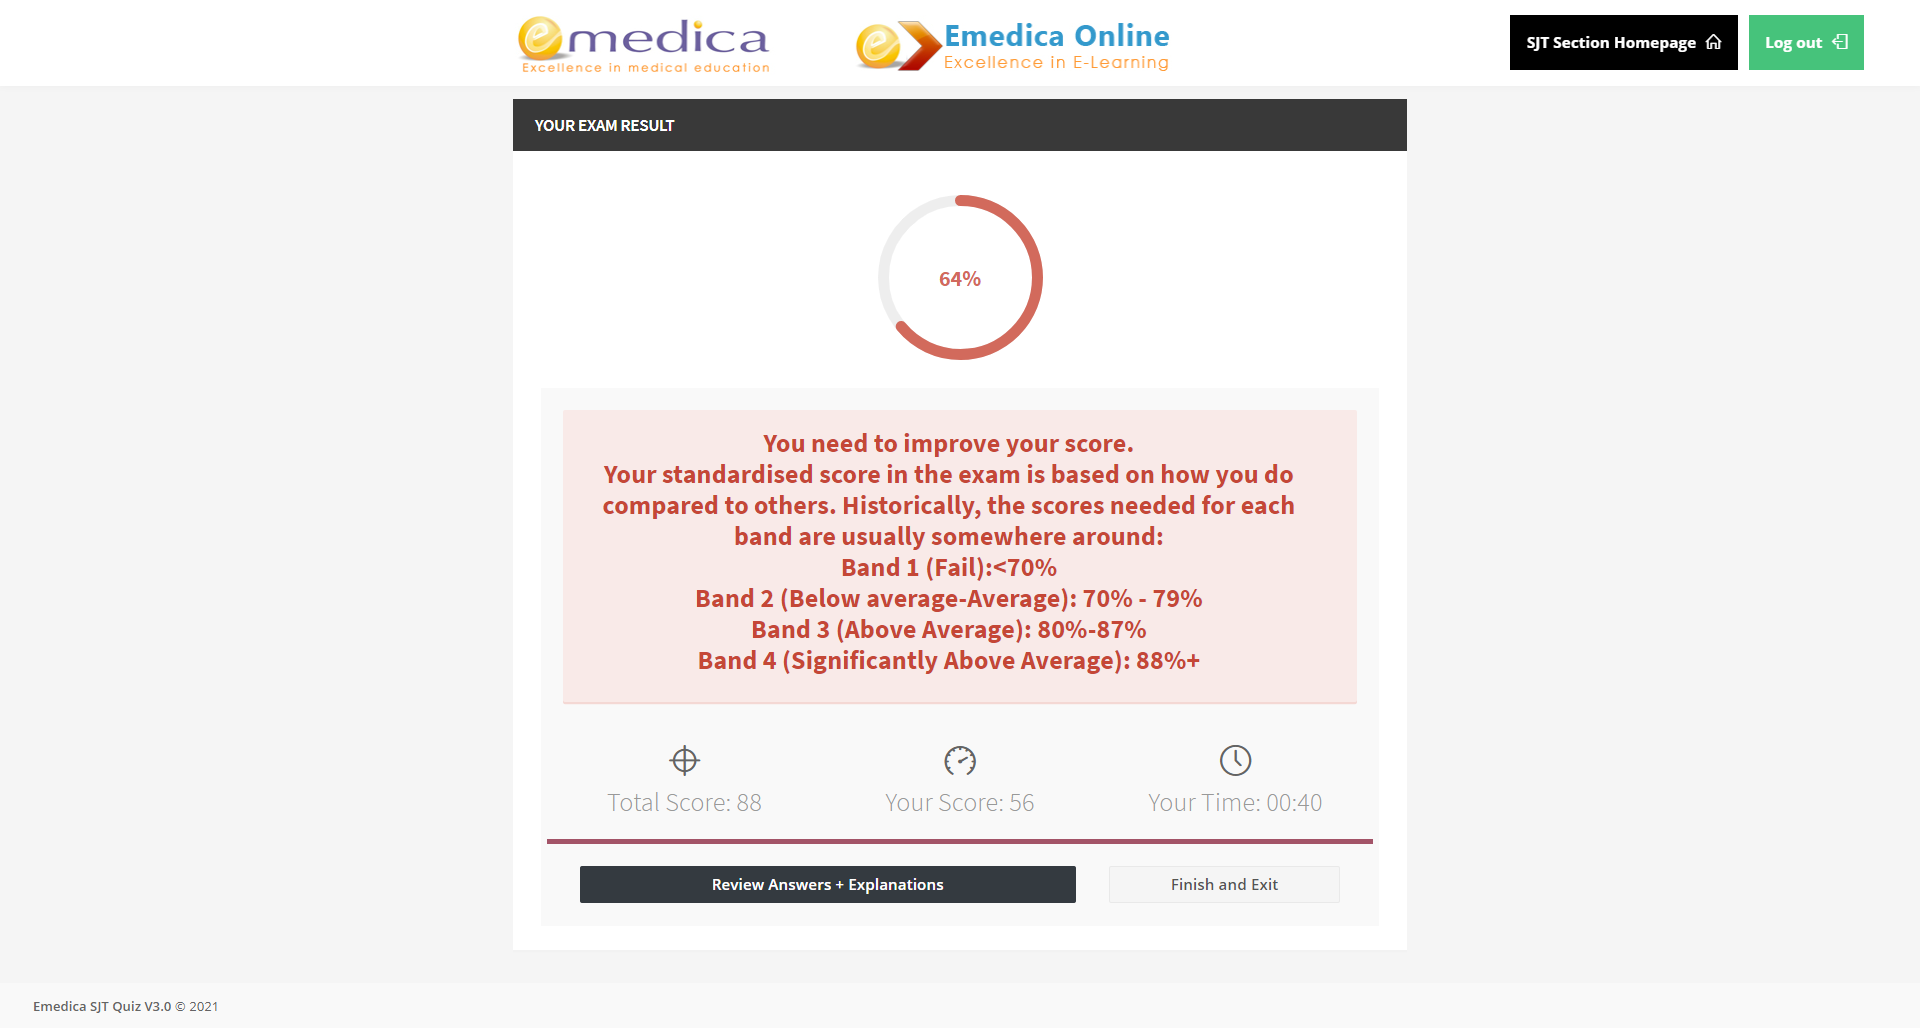 emedica
Excellence in medical education
Emedica Online
Excellence in E-Learning
SJT Section Homepage
Log out
YOUR EXAM RESULT
64%
You need to improve your score.
Your standardised score in the exam is based on how you do
compared to others. Historically, the scores needed for each
band are usually somewhere around:
Band 1 (Fail):<70%
Band 2 (Below average-Average): 70% - 79%
Band 3 (Above Average): 80%-87%
Band 4 (Significantly Above Average): 88%+
Total Score: 88
Your Score: 56
Your Time: 00:40
Review Answers + Explanations
Finish and Exit
Emedica SJT Quiz V3.0 © 2021